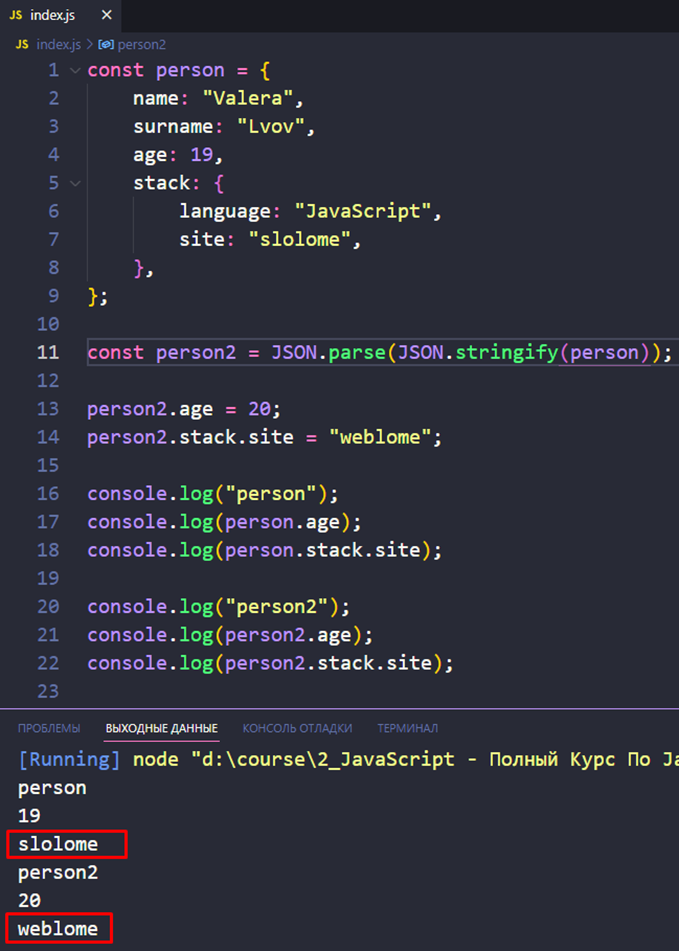 JS index.js ×
JS index.js > person2
1 const person = {
2     name: "Valera",
3     surname: "Lvov",
4     age: 19,
5     stack: {
6         language: "JavaScript",
7         site: "slolome",
8     },
9 };
10
11 const person2 = JSON.parse(JSON.stringify(person));
12
13 person2.age = 20;
14 person2.stack.site = "weblome";
15
16 console.log("person");
17 console.log(person.age);
18 console.log(person.stack.site);
19
20 console.log("person2");
21 console.log(person2.age);
22 console.log(person2.stack.site);
23
ПРОБЛЕМЫ ВЫХОДНЫЕ ДАННЫЕ КОНСОЛЬ ОТЛАДКИ ТЕРМИНАЛ
[Running] node "d:\course\2_JavaScript - Полный Курс По Ja
person
19
slolome
person2
20
weblome